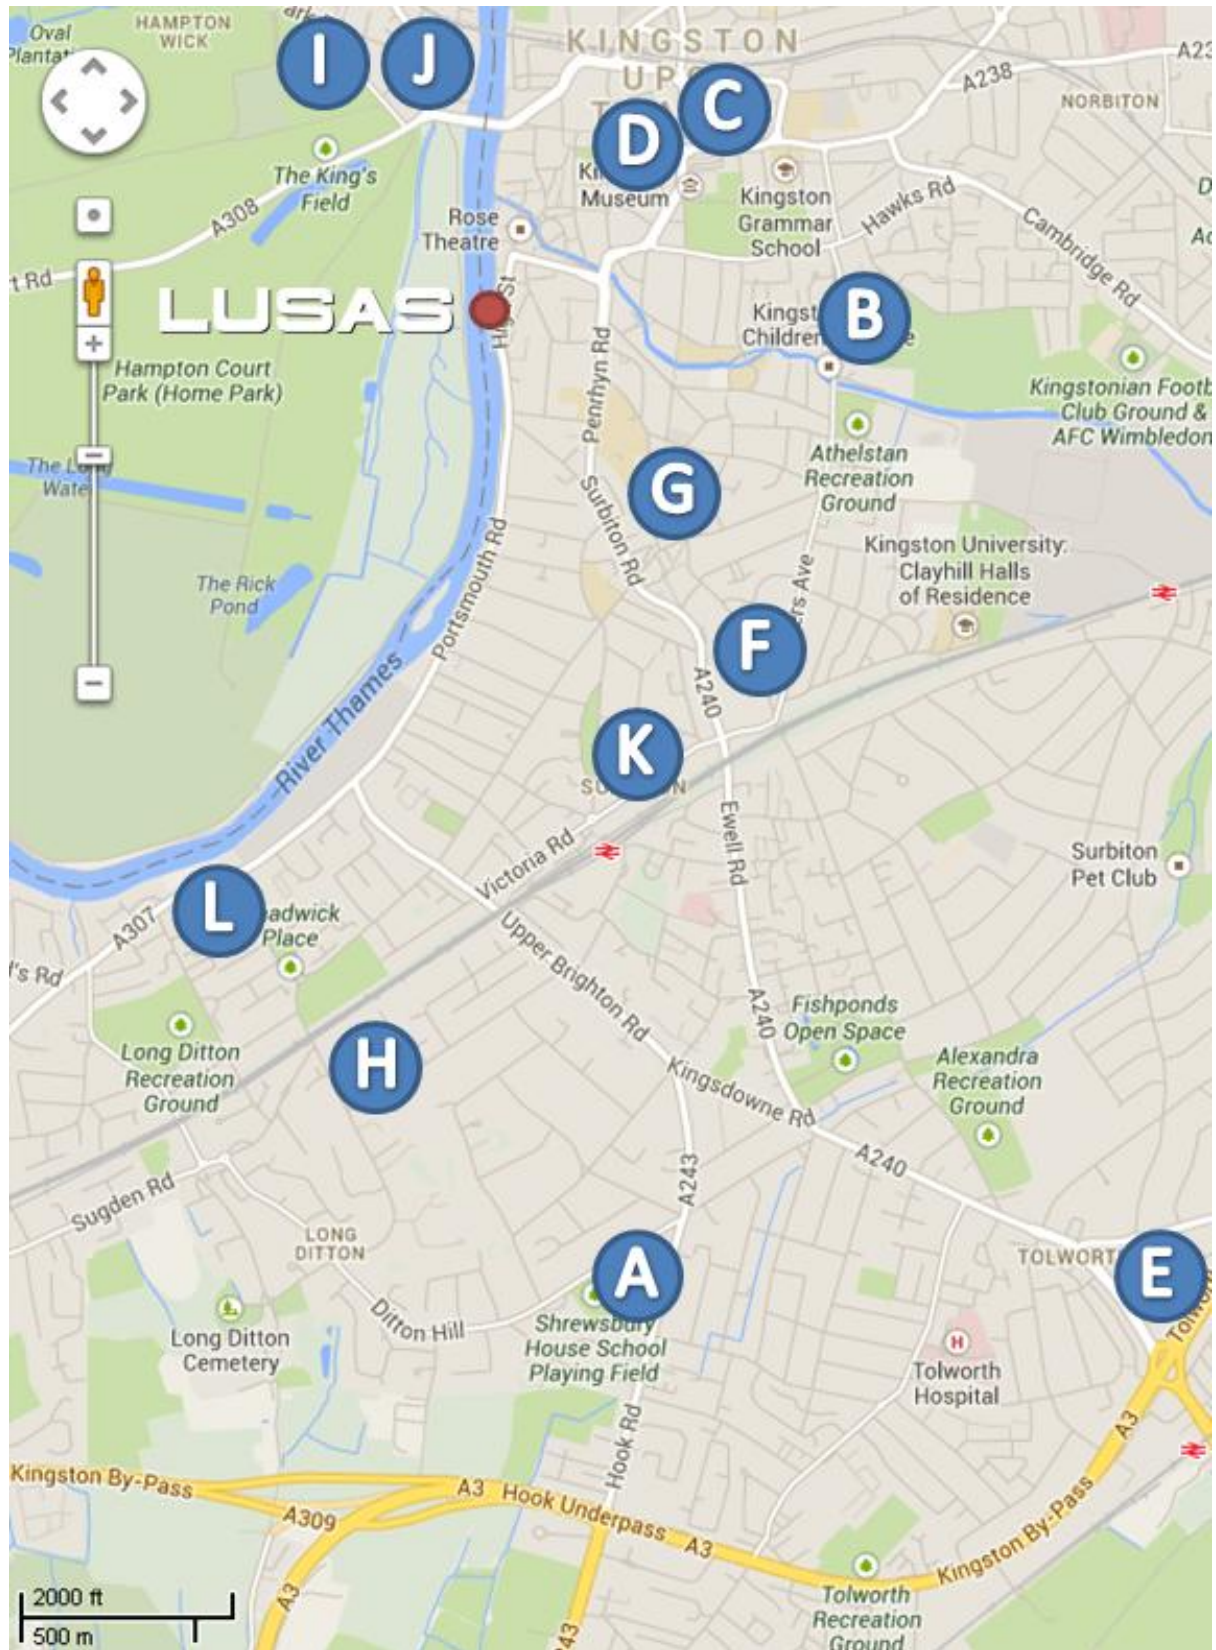 Oval
HAMPTON
WICK
I
J
KINGSTON
C
D
A238
NORBITON
The King's
Field
Museum
Kingston
Grammar
School
Hawks Rd
Cambridge Rd
A308
Rose
Theatre
LUSAS
B
Hampton Court
Park (Home Park)
Penrhyn Rd
Kingstonian Footb
Club Ground &
AFC Wimbledon
Athelstan
Recreation
Ground
G
Surbiton Rd
Portsmouth Rd
Kingston University:
Clayhill Halls
of Residence
The Rick
Pond
F
A240
River Thames
K
Ewell Rd
Victoria Rd
Surbiton
Pet Club
L
A307
Place
Upper Brighton Rd
A240
Fishponds
Open Space
Long Ditton
Recreation
Ground
H
Kingsdowne Rd
Alexandra
Recreation
Ground
A240
A243
Sugden Rd
LONG
DITTON
A
E
Ditton Hill
Long Ditton
Cemetery
Shrewsbury
House School
Playing Field
H
Tolworth
Hospital
Hook Rd
A3
Kingston By-Pass
A309
A3
Hook Underpass
A3
Kingston By-Pass
A3
Tolworth
Recreation
Ground
2000 ft
500 m